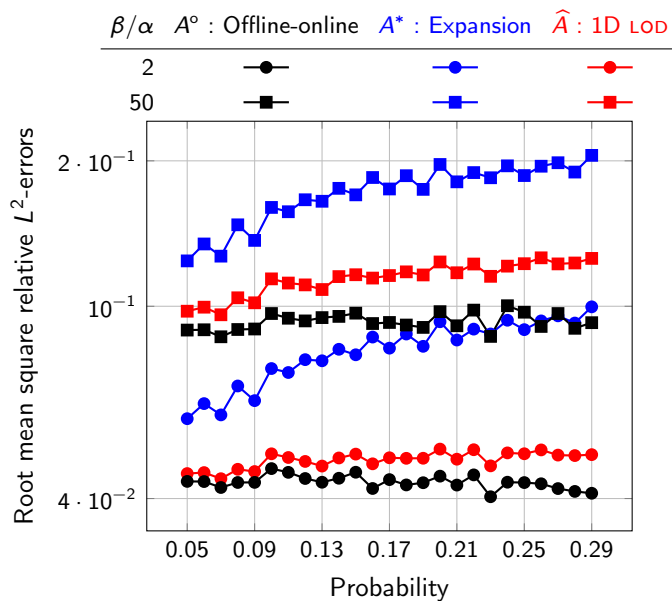 β/α A° : Offline-online A* : Expansion Â : 1D LOD
2
50
Root mean square relative L²-errors
2 · 10⁻¹
10⁻¹
4 · 10⁻²
0.05 0.09 0.13 0.17 0.21 0.25 0.29
Probability